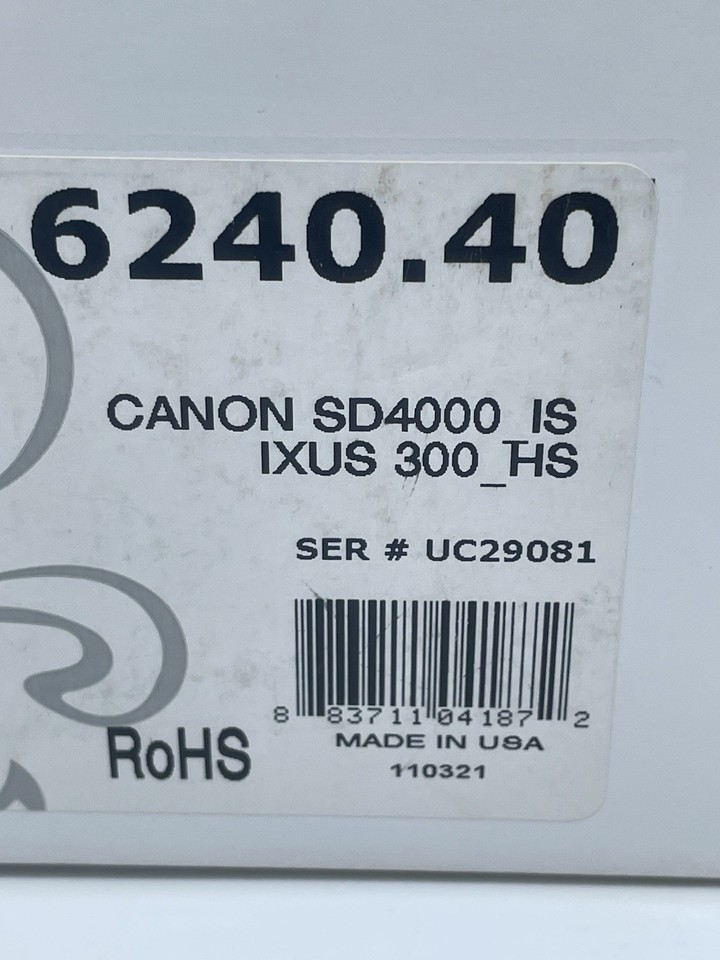 6240.40
CANON SD4000_IS
IXUS 300_HS
SER # UC29081
8 83711 04187 2
MADE IN USA
110321
RoHS